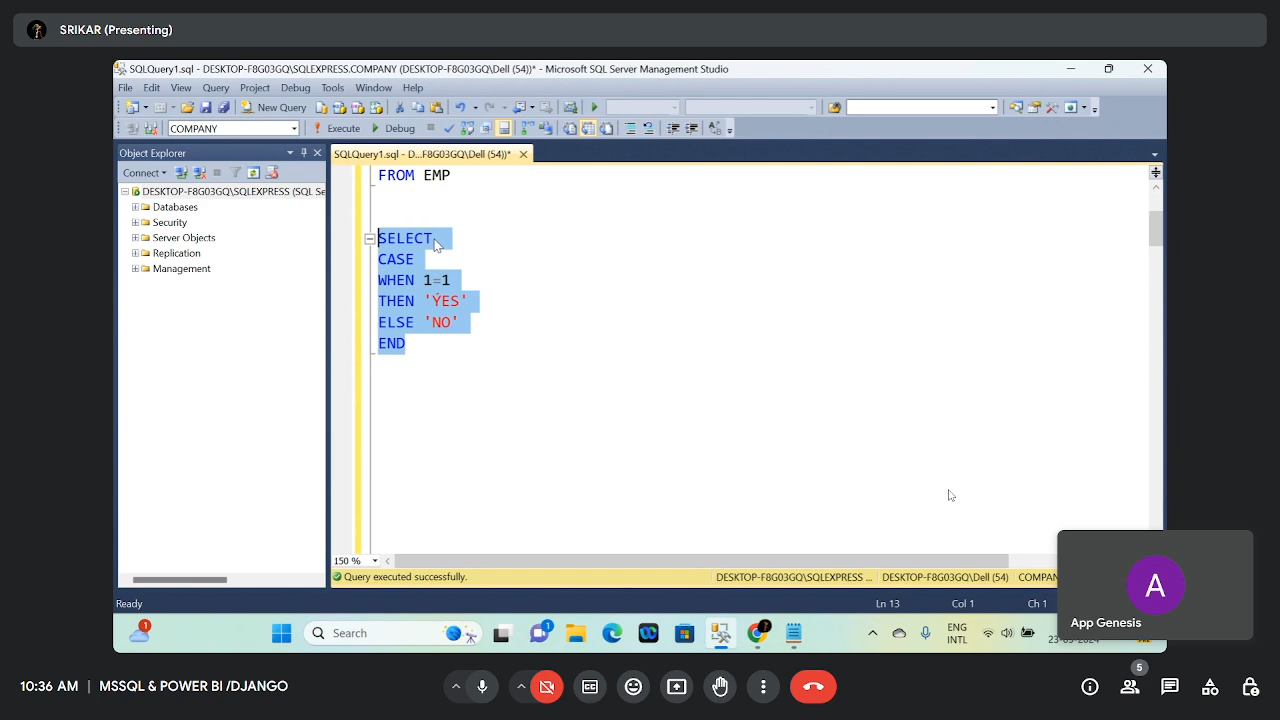 SRIKAR (Presenting)
SQLQuery1.sql - DESKTOP-F8G03GQ\SQLEXPRESS.COMPANY (DESKTOP-F8G03GQ\Dell (54))* - Microsoft SQL Server Management Studio
File Edit View Query Project Debug Tools Window Help
New Query
COMPANY Execute Debug
Object Explorer
SQLQuery1.sql - D...F8G03GQ\Dell (54))*
Connect
DESKTOP-F8G03GQ\SQLEXPRESS (SQL Se
Databases
Security
Server Objects
Replication
Management
FROM EMP
SELECT
CASE
WHEN 1=1
THEN 'ÝES'
ELSE 'NO'
END
150 %
Query executed successfully. DESKTOP-F8G03GQ\SQLEXPRESS ... DESKTOP-F8G03GQ\Dell (54) COMPAN
Ready Ln 13 Col 1 Ch 1
1 Search 1 ENG
INTL
A
App Genesis
10:36 AM | MSSQL & POWER BI /DJANGO
5